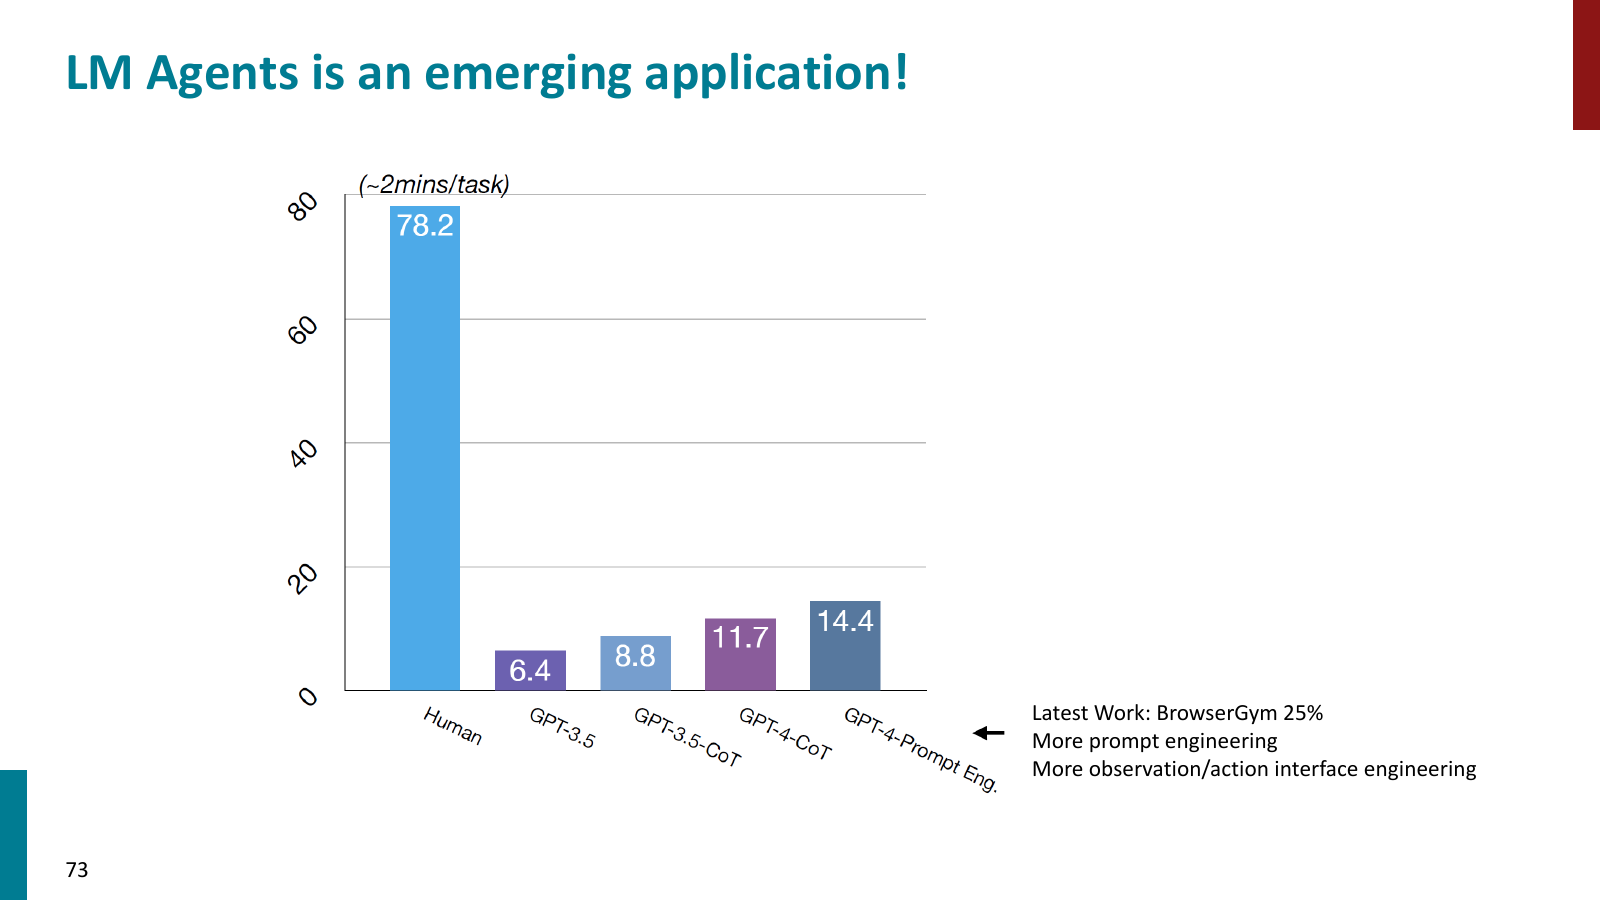 LM Agents is an emerging application!
(~2mins/task)
80
60
40
20
0
78.2
6.4
8.8
11.7
14.4
Human
GPT-3.5
GPT-3.5-CoT
GPT-4-CoT
GPT-4-Prompt Eng.
Latest Work: BrowserGym 25%
More prompt engineering
More observation/action interface engineering
73